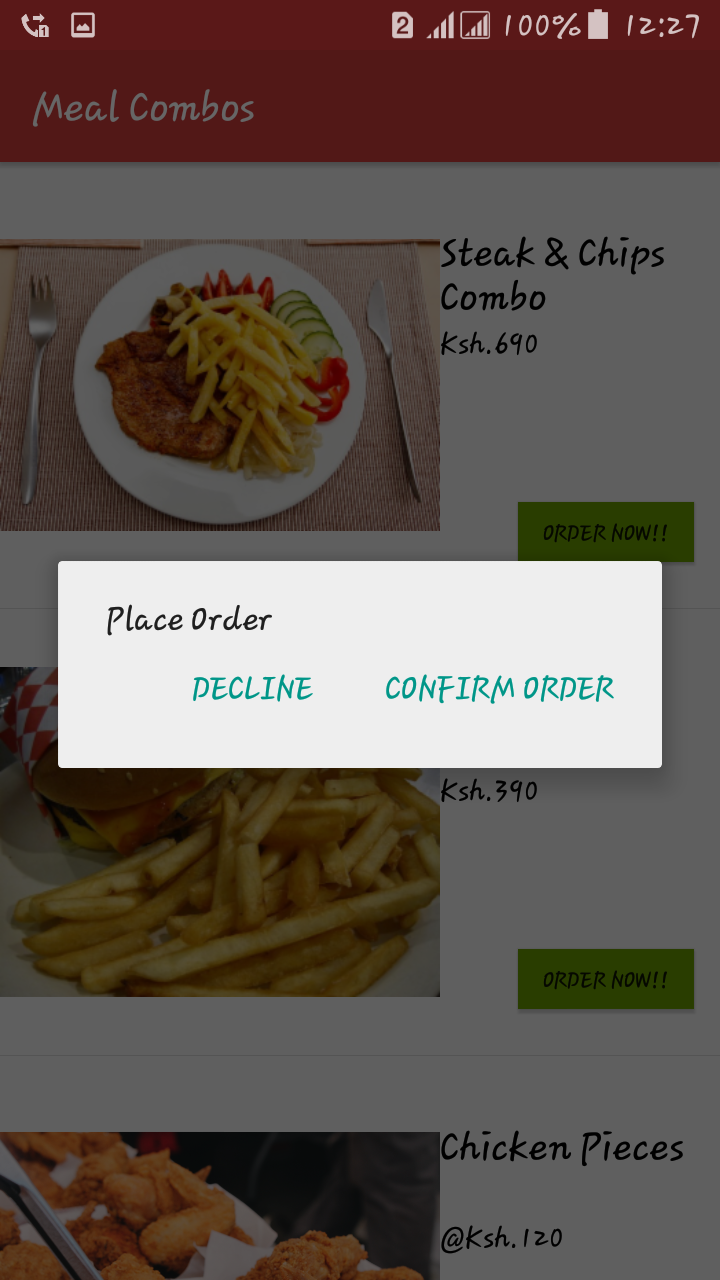 2 100% 12:27
Meal Combos
Steak & Chips
Combo
Ksh.690
ORDER NOW!!
Place Order
DECLINE CONFIRM ORDER
Ksh.390
ORDER NOW!!
Chicken Pieces
@Ksh.120